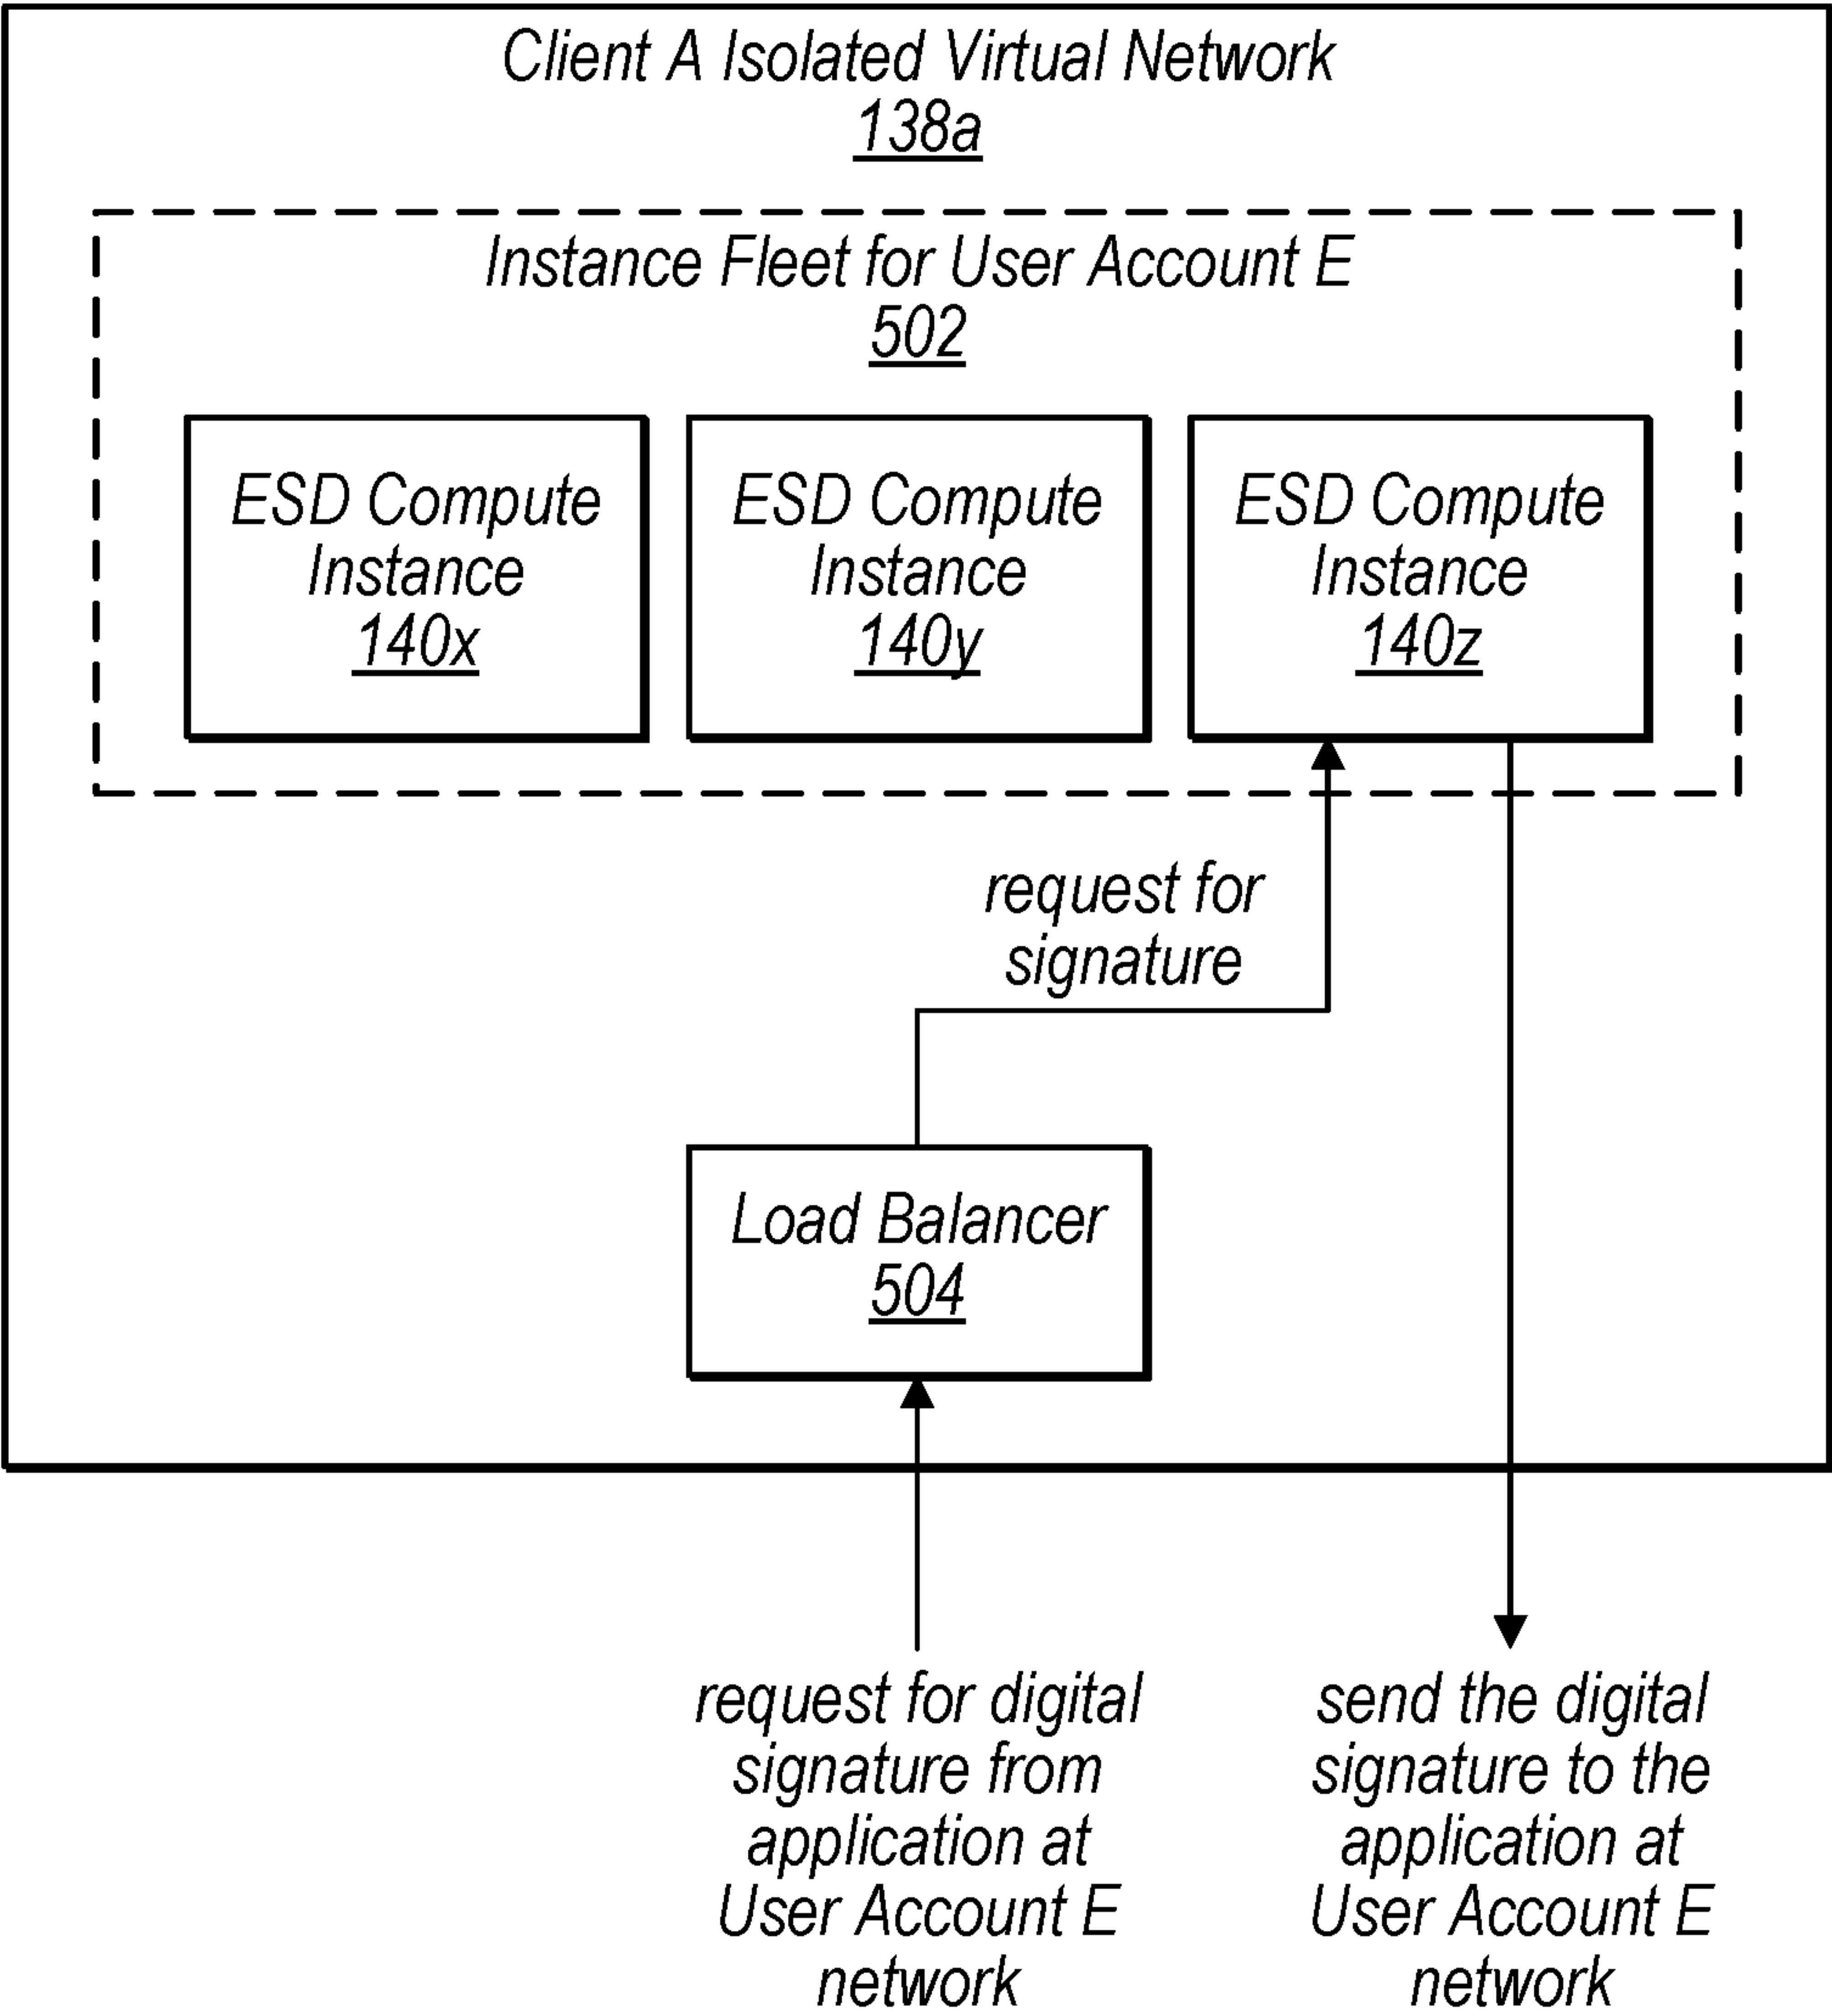 Client A Isolated Virtual Network
138a
Instance Fleet for User Account E
502
ESD Compute
Instance
140x
ESD Compute
Instance
140y
ESD Compute
Instance
140z
request for
signature
Load Balancer
504
request for digital
signature from
application at
User Account E
network
send the digital
signature to the
application at
User Account E
network